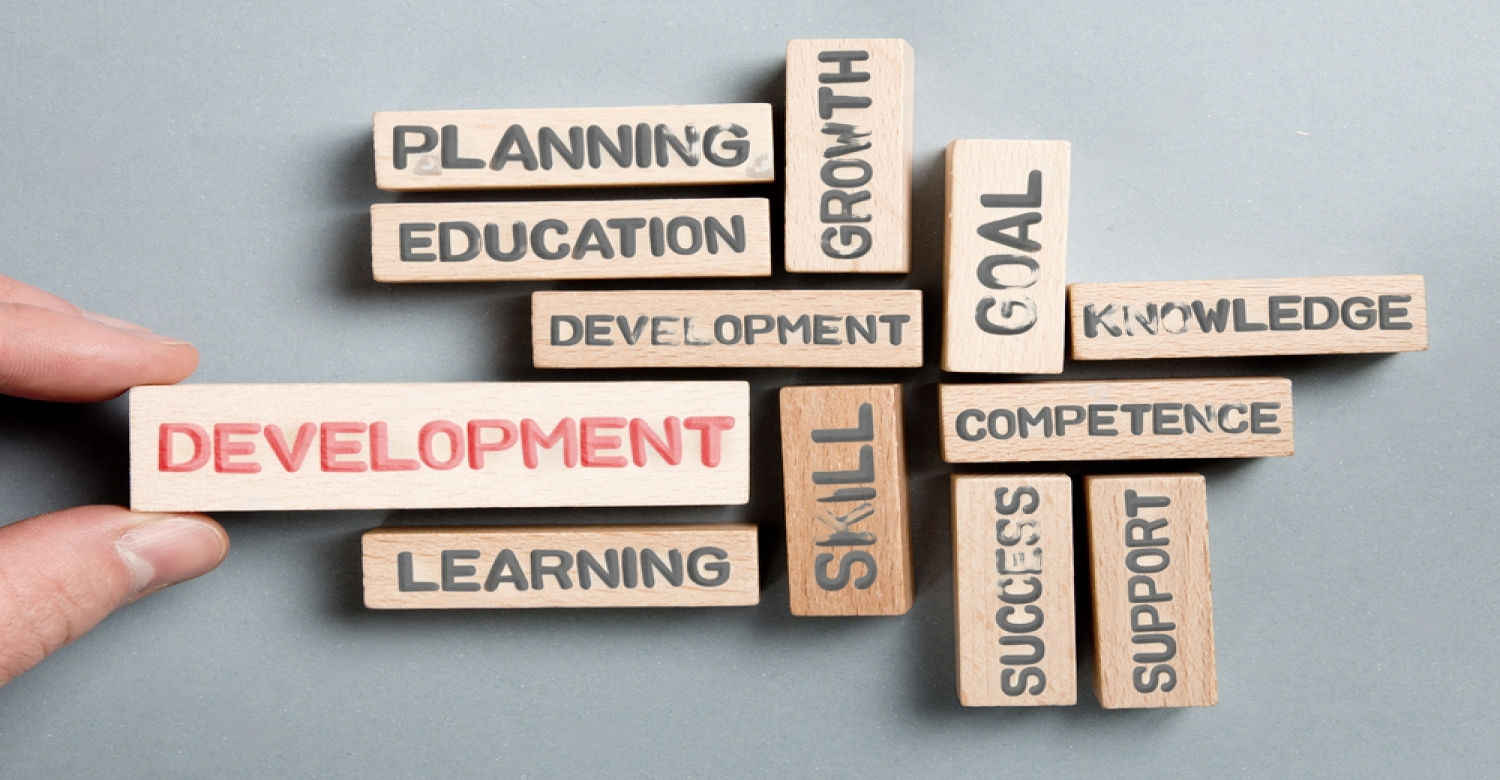 PLANNING
GROWTH
EDUCATION
GOAL
DEVELOPMENT
KNOWLEDGE
DEVELOPMENT
SKILL
COMPETENCE
LEARNING
SUCCESS
SUPPORT